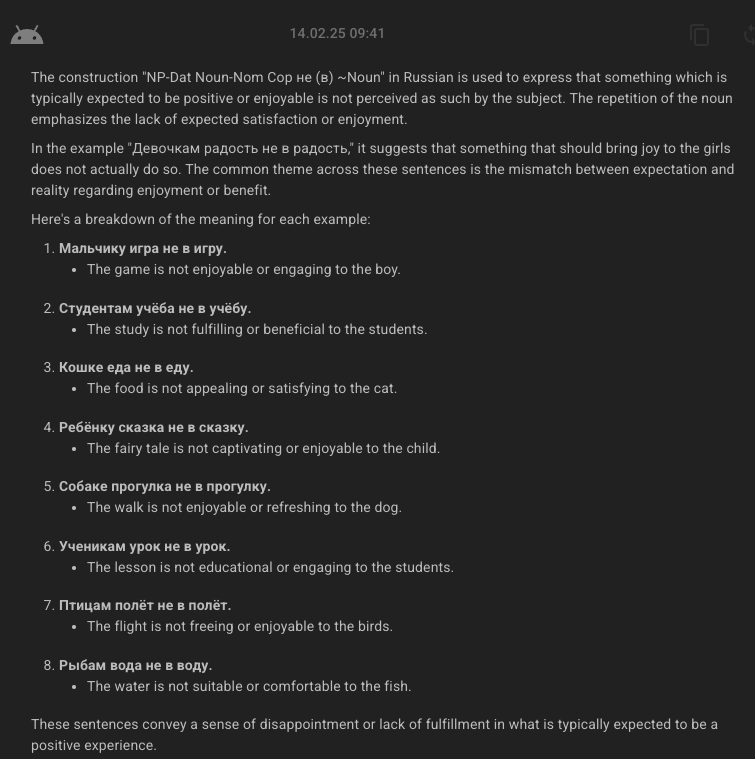 14.02.25 09:41
The construction "NP-Dat Noun-Nom Cop не (в) ~Noun" in Russian is used to express that something which is
typically expected to be positive or enjoyable is not perceived as such by the subject. The repetition of the noun
emphasizes the lack of expected satisfaction or enjoyment.
In the example "Девочкам радость не в радость," it suggests that something that should bring joy to the girls
does not actually do so. The common theme across these sentences is the mismatch between expectation and
reality regarding enjoyment or benefit.
Here's a breakdown of the meaning for each example:
1. Мальчику игра не в игру.
• The game is not enjoyable or engaging to the boy.
2. Студентам учёба не в учёбу.
• The study is not fulfilling or beneficial to the students.
3. Кошке еда не в еду.
• The food is not appealing or satisfying to the cat.
4. Ребёнку сказка не в сказку.
• The fairy tale is not captivating or enjoyable to the child.
5. Собаке прогулка не в прогулку.
• The walk is not enjoyable or refreshing to the dog.
6. Ученикам урок не в урок.
• The lesson is not educational or engaging to the students.
7. Птицам полёт не в полёт.
• The flight is not freeing or enjoyable to the birds.
8. Рыбам вода не в воду.
• The water is not suitable or comfortable to the fish.
These sentences convey a sense of disappointment or lack of fulfillment in what is typically expected to be a
positive experience.